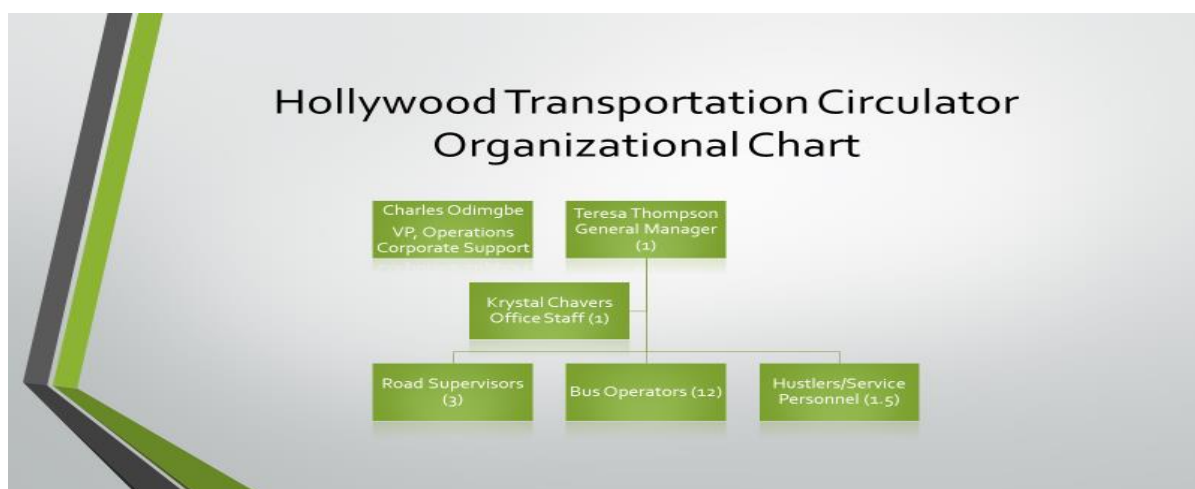 Hollywood Transportation Circulator
Organizational Chart
Charles Odimgbe
VP, Operations
Corporate Support
Teresa Thompson
General Manager
(1)
Krystal Chavers
Office Staff (1)
Road Supervisors
(3)
Bus Operators (12)
Hustlers/Service
Personnel (1.5)